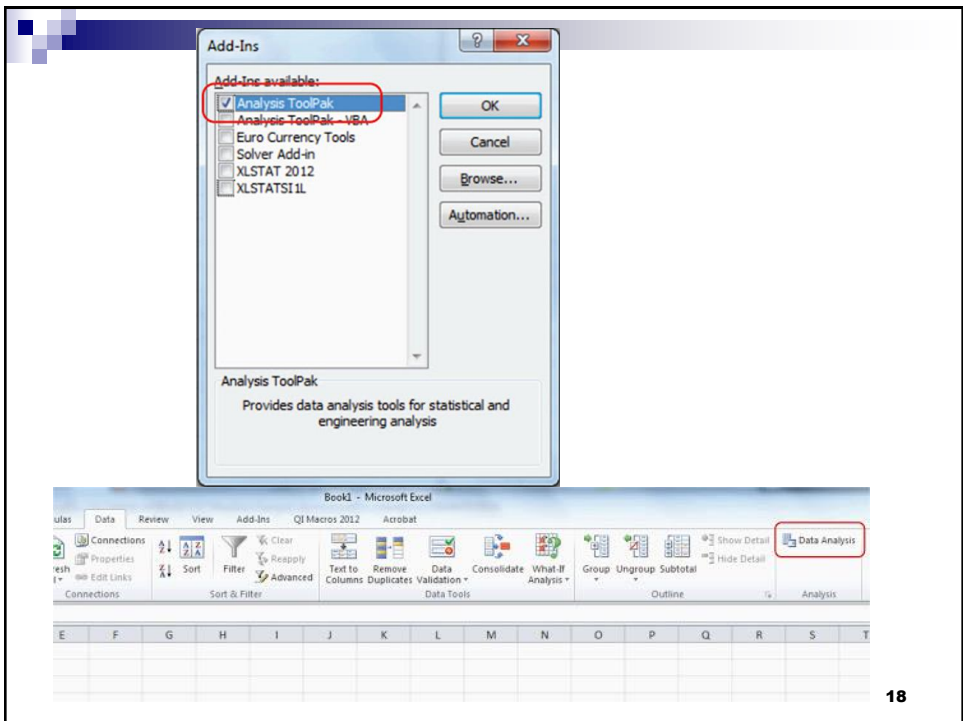 Add-Ins
Add-Ins available:
Analysis ToolPak
Analysis ToolPak - VBA
Euro Currency Tools
Solver Add-in
XLSTAT 2012
XLSTATSI1L
OK
Cancel
Browse...
Automation...
Analysis ToolPak
Provides data analysis tools for statistical and
engineering analysis
Book1 - Microsoft Excel
ulas Data Review View Add-Ins QI Macros 2012 Acrobat
resh
Connections
Properties
Edit Links
Connections
Sort
Filter
Clear
Reapply
Advanced
Sort & Filter
Text to
Columns
Remove
Duplicates
Data
Validation
Consolidate
What-If
Analysis
Data Tools
Group
Ungroup
Subtotal
Show Detail
Hide Detail
Outline
Data Analysis
Analysis
E F G H I J K L M N O P Q R S T
18